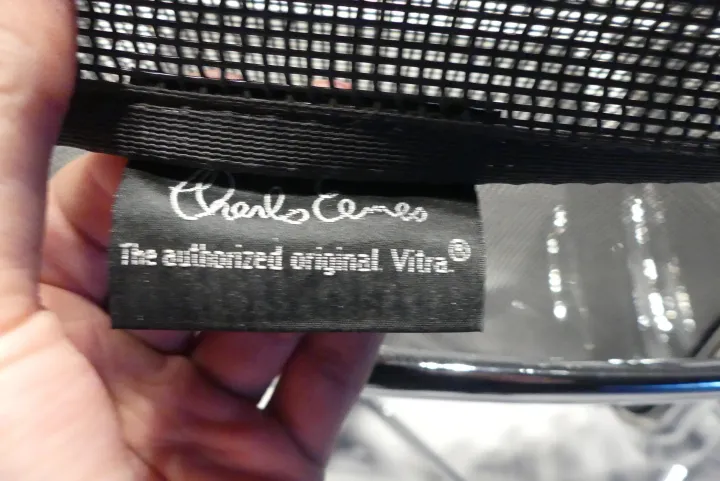 Charles Eames
The authorized original. Vitra.®